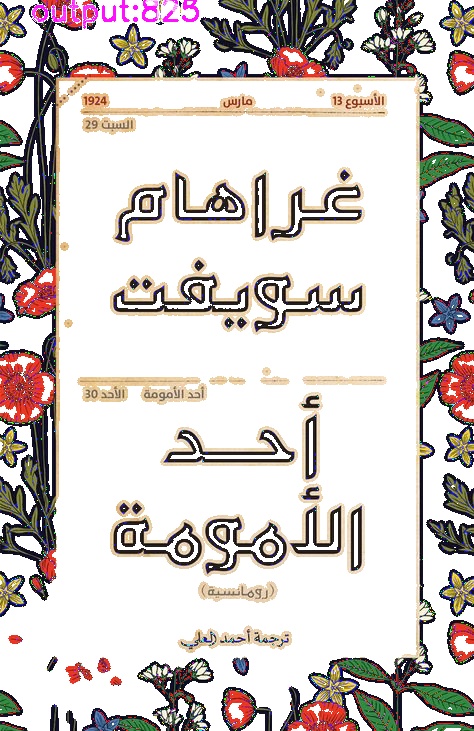 output:825
الأسبوع 13 مارس 1924
السبت 29
غراهام
سويفت
أحد الأمومة الأحد 30
أحد
الأمومة
(رومانسية)
ترجمة أحمد العلي